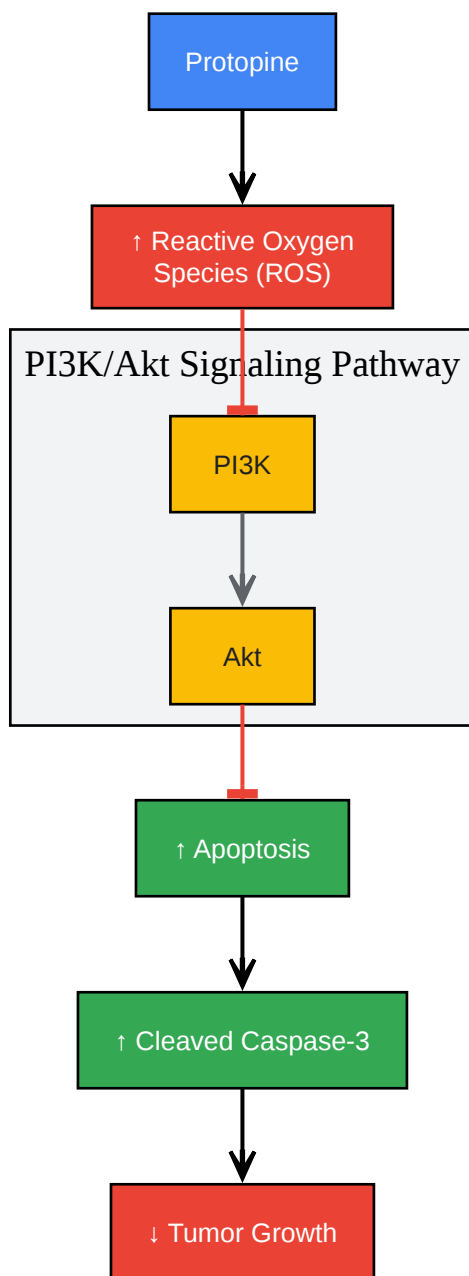 Protopine
↑ Reactive Oxygen
Species (ROS)
PI3K/Akt Signaling Pathway
PI3K
Akt
↑ Apoptosis
↑ Cleaved Caspase-3
↓ Tumor Growth